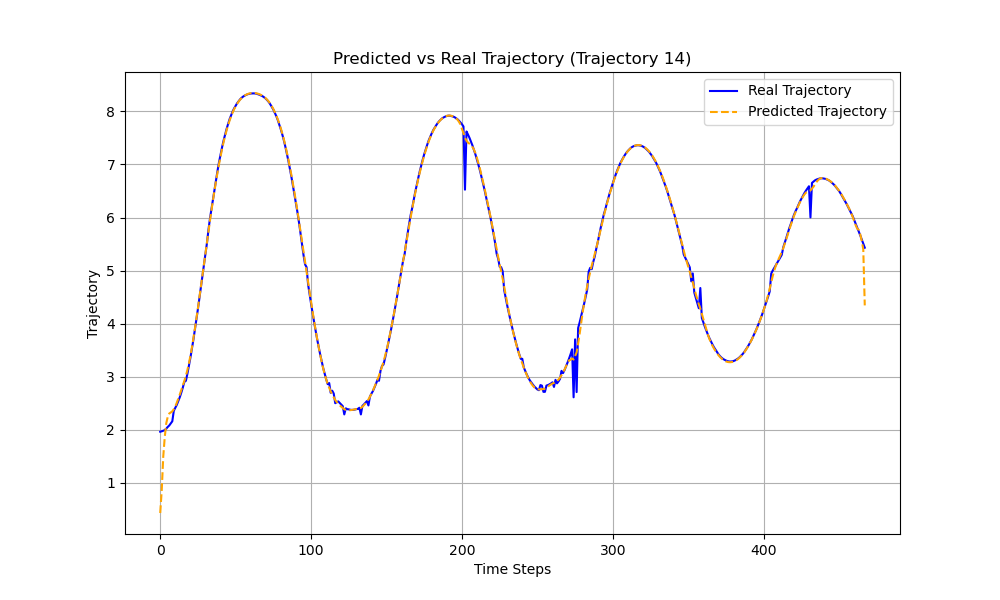 Predicted vs Real Trajectory (Trajectory 14)
Real Trajectory
Predicted Trajectory
Trajectory
8
7
6
5
4
3
2
1
0 100 200 300 400
Time Steps